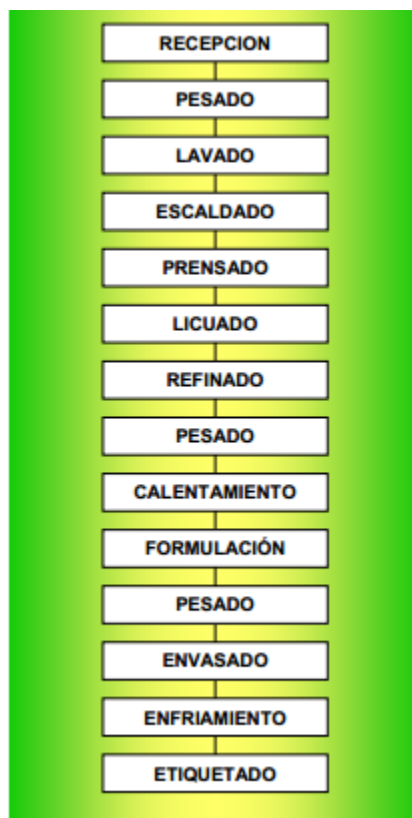 RECEPCION
PESADO
LAVADO
ESCALDADO
PRENSADO
LICUADO
REFINADO
PESADO
CALENTAMIENTO
FORMULACIÓN
PESADO
ENVASADO
ENFRIAMIENTO
ETIQUETADO